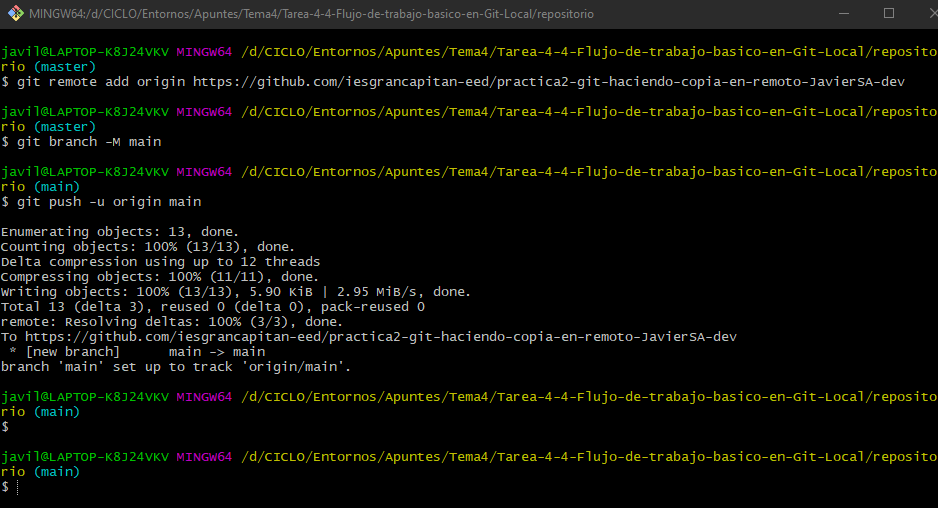 MINGW64:/d/CICLO/Entornos/Apuntes/Tema4/Tarea-4-4-Flujo-de-trabajo-basico-en-Git-Local/repositorio
javil@LAPTOP-K8J24VKV MINGW64 /d/CICLO/Entornos/Apuntes/Tema4/Tarea-4-4-Flujo-de-trabajo-basico-en-Git-Local/reposito
rio (master)
$ git remote add origin https://github.com/iesgrancapitan-eed/practica2-git-haciendo-copia-en-remoto-JavierSA-dev
javil@LAPTOP-K8J24VKV MINGW64 /d/CICLO/Entornos/Apuntes/Tema4/Tarea-4-4-Flujo-de-trabajo-basico-en-Git-Local/reposito
rio (master)
$ git branch -M main
javil@LAPTOP-K8J24VKV MINGW64 /d/CICLO/Entornos/Apuntes/Tema4/Tarea-4-4-Flujo-de-trabajo-basico-en-Git-Local/reposito
rio (main)
$ git push -u origin main
Enumerating objects: 13, done.
Counting objects: 100% (13/13), done.
Delta compression using up to 12 threads
Compressing objects: 100% (11/11), done.
Writing objects: 100% (13/13), 5.90 KiB | 2.95 MiB/s, done.
Total 13 (delta 3), reused 0 (delta 0), pack-reused 0
remote: Resolving deltas: 100% (3/3), done.
To https://github.com/iesgrancapitan-eed/practica2-git-haciendo-copia-en-remoto-JavierSA-dev
 * [new branch]      main -> main
branch 'main' set up to track 'origin/main'.
javil@LAPTOP-K8J24VKV MINGW64 /d/CICLO/Entornos/Apuntes/Tema4/Tarea-4-4-Flujo-de-trabajo-basico-en-Git-Local/reposito
rio (main)
$
javil@LAPTOP-K8J24VKV MINGW64 /d/CICLO/Entornos/Apuntes/Tema4/Tarea-4-4-Flujo-de-trabajo-basico-en-Git-Local/reposito
rio (main)
$